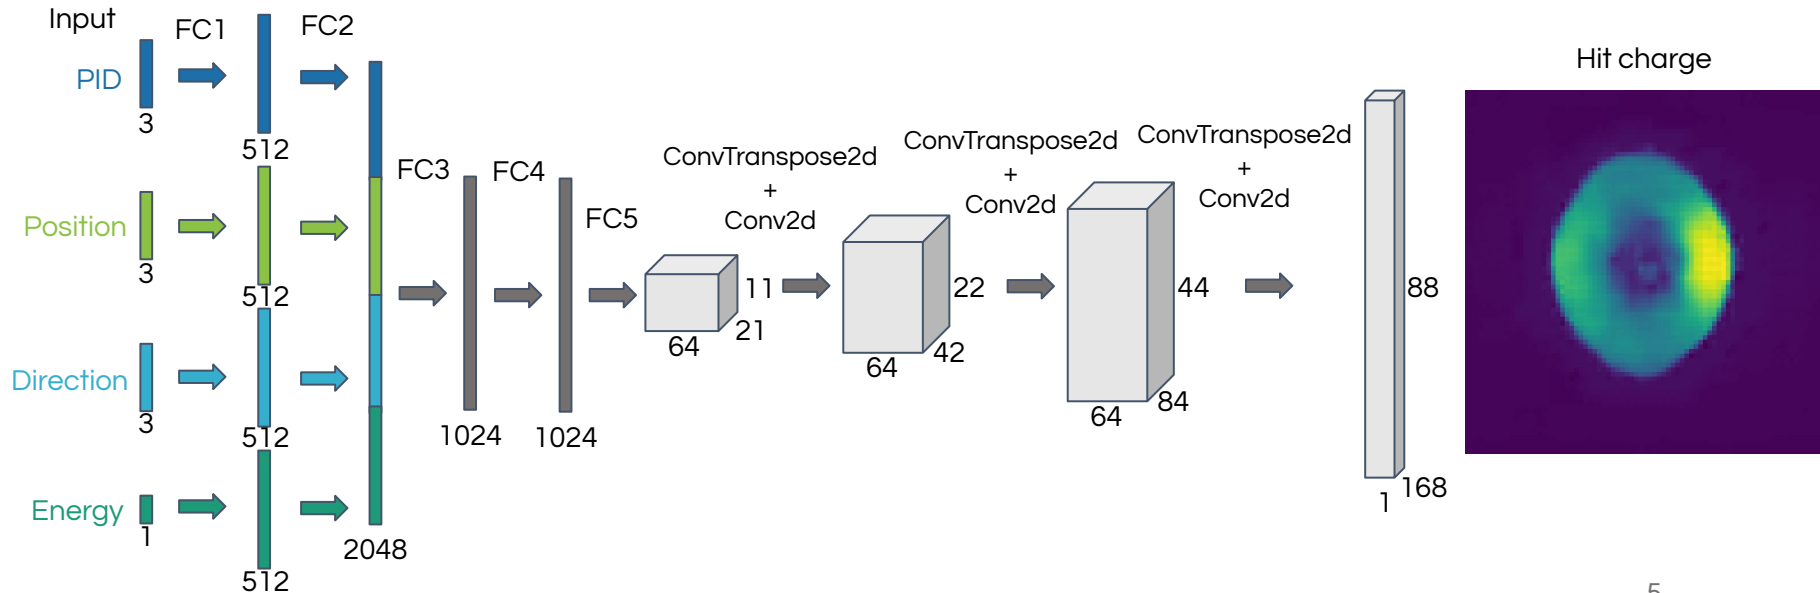 Input
FC1
FC2
PID
3
512
Position
3
512
Direction
3
512
Energy
1
512
2048
FC3
1024
FC4
1024
FC5
11
21
64
ConvTranspose2d
+
Conv2d
22
42
64
ConvTranspose2d
+
Conv2d
44
84
64
ConvTranspose2d
+
Conv2d
88
168
1
Hit charge
5